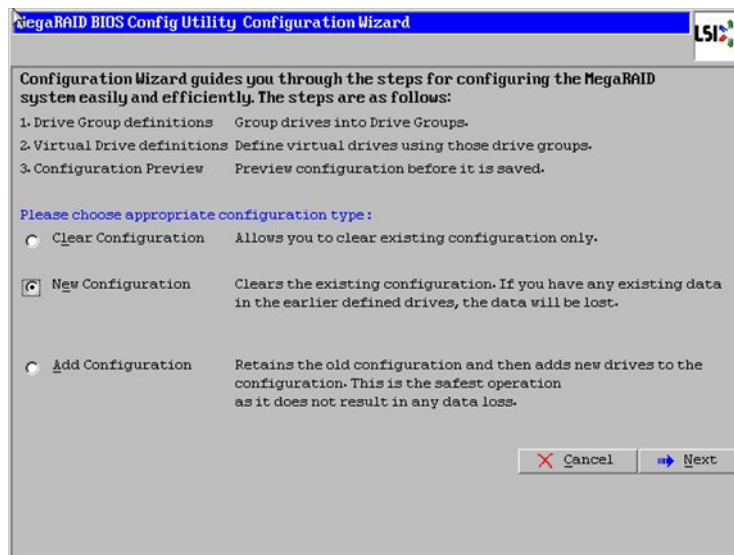 MegaRAID BIOS Config Utility Configuration Wizard
LSI
Configuration Wizard guides you through the steps for configuring the MegaRAID
system easily and efficiently. The steps are as follows:
1. Drive Group definitions Group drives into Drive Groups.
2. Virtual Drive definitions Define virtual drives using those drive groups.
3. Configuration Preview Preview configuration before it is saved.
Please choose appropriate configuration type:
Clear Configuration Allows you to clear existing configuration only.
New Configuration Clears the existing configuration. If you have any existing data
in the earlier defined drives, the data will be lost.
Add Configuration Retains the old configuration and then adds new drives to the
configuration. This is the safest operation
as it does not result in any data loss.
Cancel Next